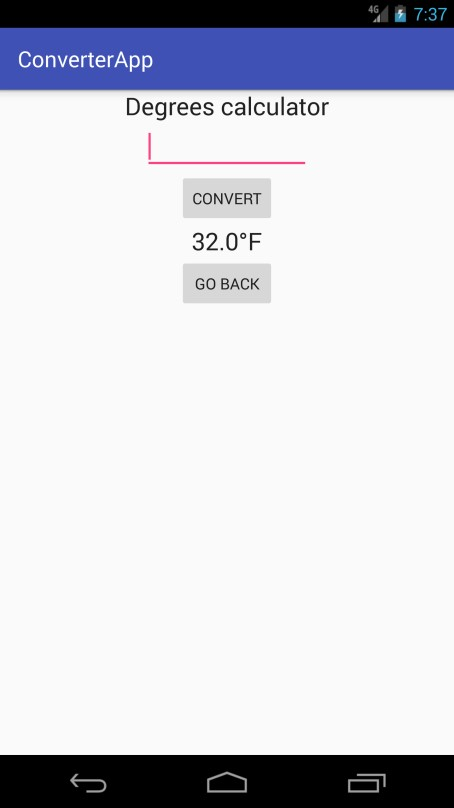 4G 7:37
ConverterApp
Degrees calculator
CONVERT
32.0°F
GO BACK